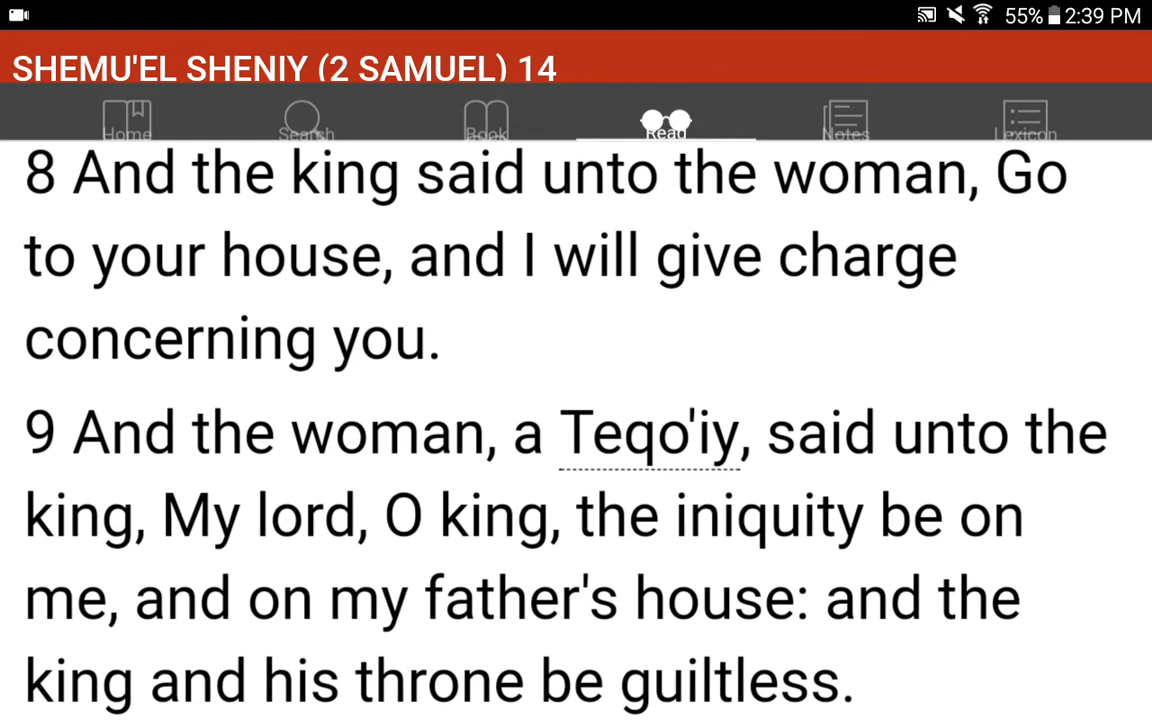 55% 2:39 PM
SHEMU'EL SHENIY (2 SAMUEL) 14
Home Search Book Read Notes Lexicon
8 And the king said unto the woman, Go
to your house, and I will give charge
concerning you.
9 And the woman, a Teqo'iy, said unto the
king, My lord, O king, the iniquity be on
me, and on my father's house: and the
king and his throne be guiltless.